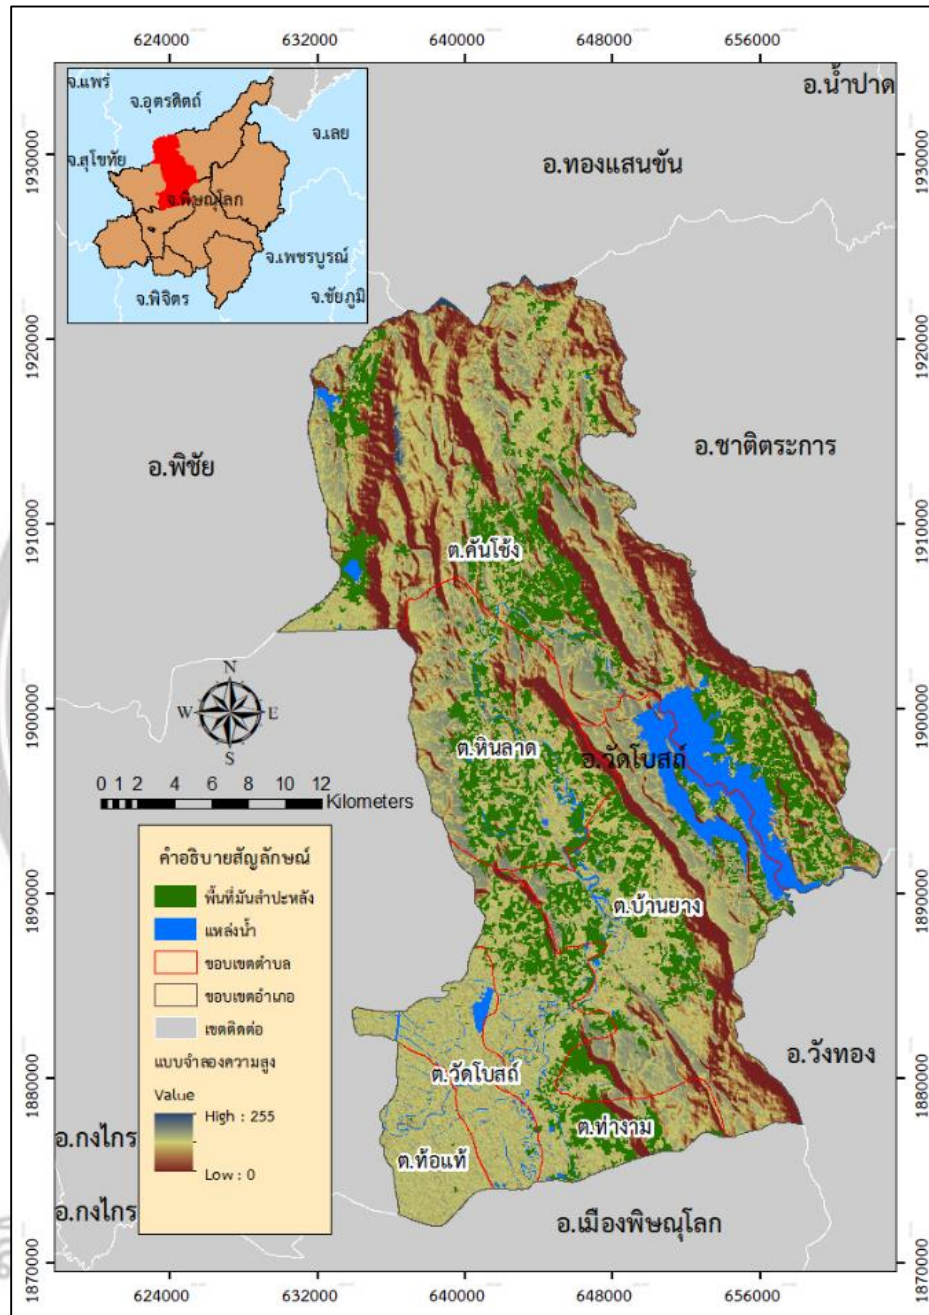 624000 632000 640000 648000 656000
จ.แพร่
จ.อุตรดิตถ์
จ.เลย
จ.สุโขทัย
จ.พิษณุโลก
จ.เพชรบูรณ์
จ.พิจิตร
จ.ชัยภูมิ
อ.น้ำปาด
อ.ทองแสนขัน
1930000 1930000
1920000 1920000
อ.พิชัย
อ.ชาติตระการ
1910000 1910000
ต.คันโช้ง
N
W E
S
1900000 1900000
ต.หินลาด
อ.วัดโบสถ์
0 1 2 4 6 8 10 12
Kilometers
คำอธิบายสัญลักษณ์
พื้นที่มันสำปะหลัง
แหล่งน้ำ
ขอบเขตตำบล
ขอบเขตอำเภอ
เขตติดต่อ
แบบจำลองความสูง
Value
High : 255
Low : 0
1890000 1890000
ต.บ้านยาง
อ.วังทอง
1880000 1880000
ต.วัดโบสถ์
ต.ท่างาม
ต.ท้อแท้
อ.กงไกร
อ.กงไกร
อ.เมืองพิษณุโลก
1870000 1870000
624000 632000 640000 648000 656000